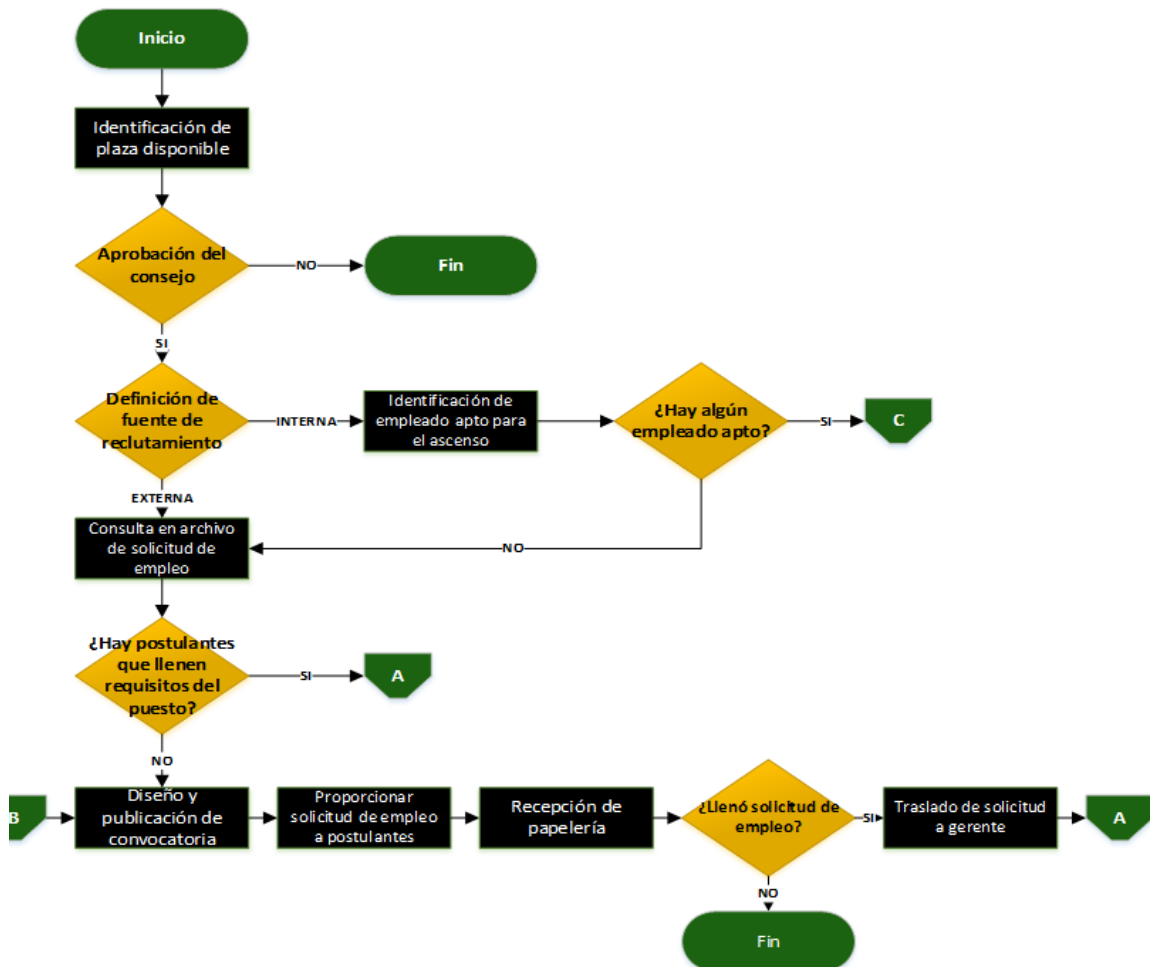 Inicio
Identificación de
plaza disponible
Aprobación del
consejo
NO
Fin
SI
Definición de
fuente de
reclutamiento
INTERNA
Identificación de
empleado apto para
el ascenso
¿Hay algún
empleado apto?
SI
C
EXTERNA
NO
Consulta en archivo
de solicitud de
empleo
¿Hay postulantes
que llenen
requisitos del
puesto?
SI
A
NO
B
Diseño y
publicación de
convocatoria
Proporcionar
solicitud de empleo
a postulantes
Recepción de
papelería
¿Llenó solicitud de
empleo?
SI
Traslado de solicitud
a gerente
A
NO
Fin